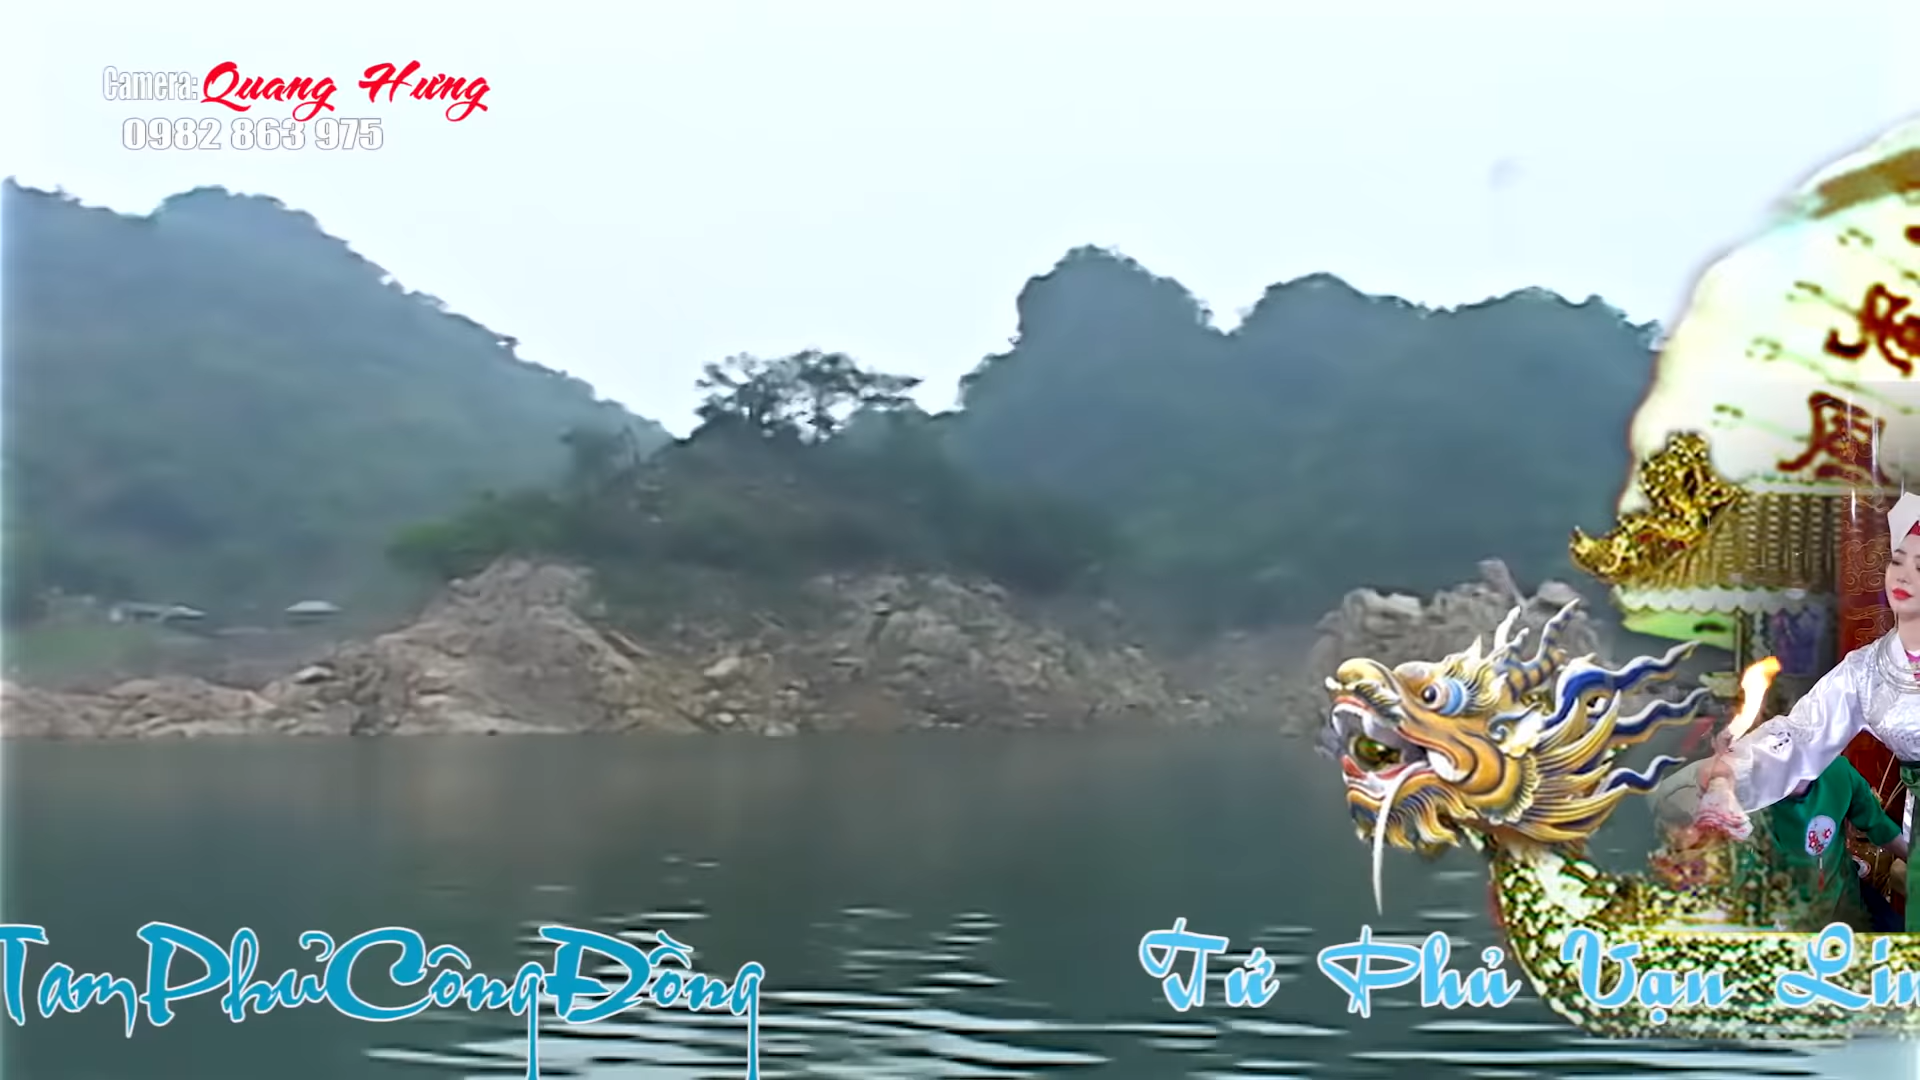 Camera: Quang Hưng
0982 863 975
Tam Phủ Công Đồng
Tứ Phủ Vạn Lin